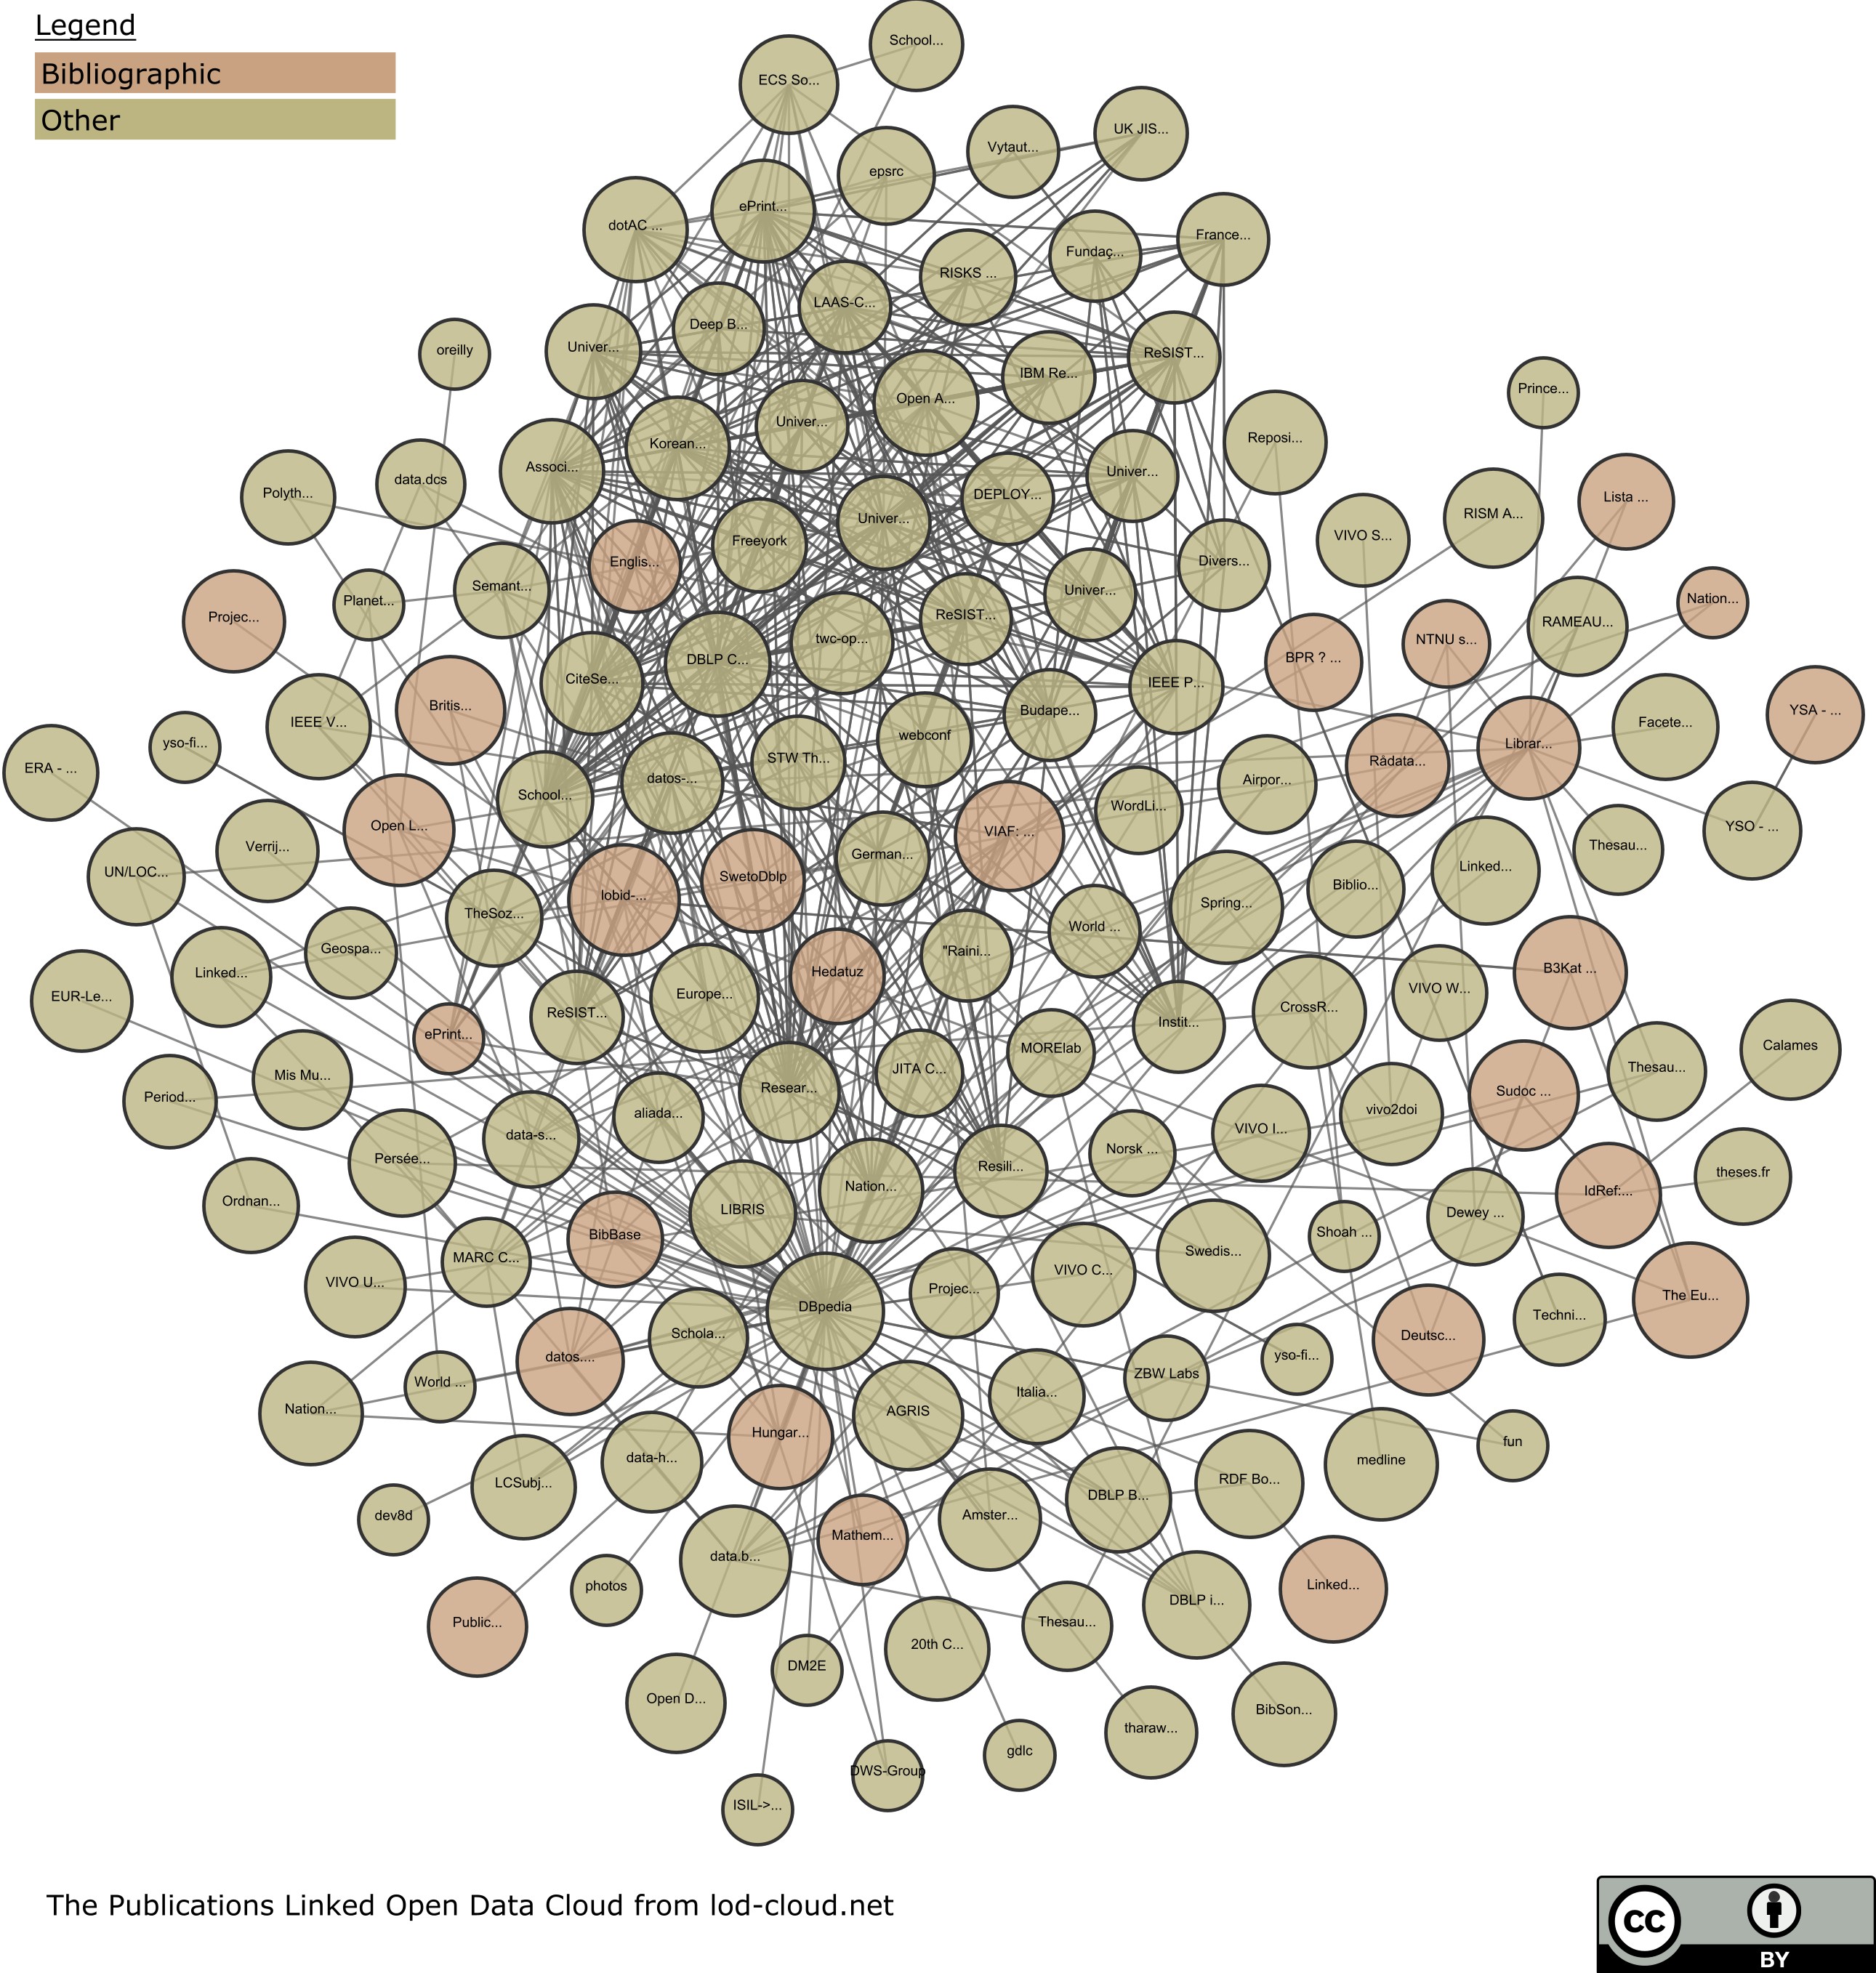 Legend
Bibliographic
Other
School...
ECS So...
UK JIS...
Vytaut...
epsrc
ePrint...
dotAC ...
France...
Fundaç...
RISKS ...
LAAS-C...
Deep B...
Univer...
oreilly
ReSIST...
IBM Re...
Open A...
Prince...
Univer...
Korean...
Reposi...
Associ...
Univer...
data.dcs
Polyth...
DEPLOY...
Lista ...
RISM A...
Univer...
VIVO S...
Freeyork
Englis...
Divers...
Semant...
Univer...
Planet...
Nation...
ReSIST...
Projec...
RAMEAU...
twc-op...
NTNU s...
BPR ? ...
DBLP C...
CiteSe...
IEEE P...
Britis...
Budape...
YSA - ...
IEEE V...
Facete...
webconf
yso-fi...
Librar...
STW Th...
Rådata...
ERA - ...
datos-...
Airpor...
School...
WordLi...
Open L...
VIAF: ...
YSO - ...
Verrij...
Thesau...
German...
UN/LOC...
Linked...
SwetoDblp
Biblio...
lobid-...
Spring...
TheSoz...
World ...
Geospa...
"Raini...
Linked...
B3Kat ...
Hedatuz
VIVO W...
EUR-Le...
Europe...
CrossR...
ReSIST...
Instit...
ePrint...
Calames
MORElab
Thesau...
JITA C...
Mis Mu...
Resear...
Sudoc ...
Period...
vivo2doi
aliada...
VIVO I...
data-s...
Norsk ...
Persée...
Resili...
theses.fr
Nation...
IdRef:...
Ordnan...
LIBRIS
Dewey ...
Shoah ...
BibBase
Swedis...
MARC C...
VIVO C...
VIVO U...
Projec...
The Eu...
DBpedia
Techni...
Schola...
Deutsc...
datos....
yso-fi...
ZBW Labs
World ...
Italia...
Nation...
AGRIS
Hungar...
fun
data-h...
medline
LCSubj...
RDF Bo...
DBLP B...
dev8d
Amster...
Mathem...
data.b...
photos
Linked...
DBLP i...
Public...
Thesau...
20th C...
DM2E
Open D...
BibSon...
tharaw...
gdlc
DWS-Group
ISIL->...
The Publications Linked Open Data Cloud from lod-cloud.net
CC
BY